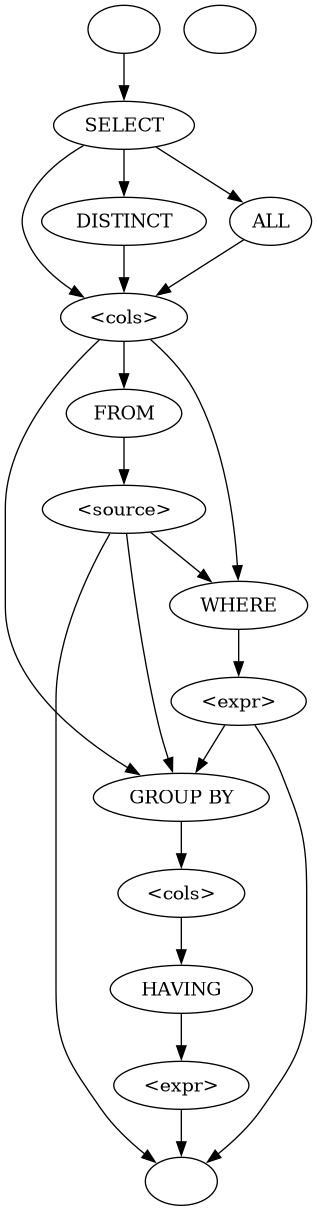 SELECT
DISTINCT
ALL
<cols>
FROM
<source>
WHERE
<expr>
GROUP BY
<cols>
HAVING
<expr>